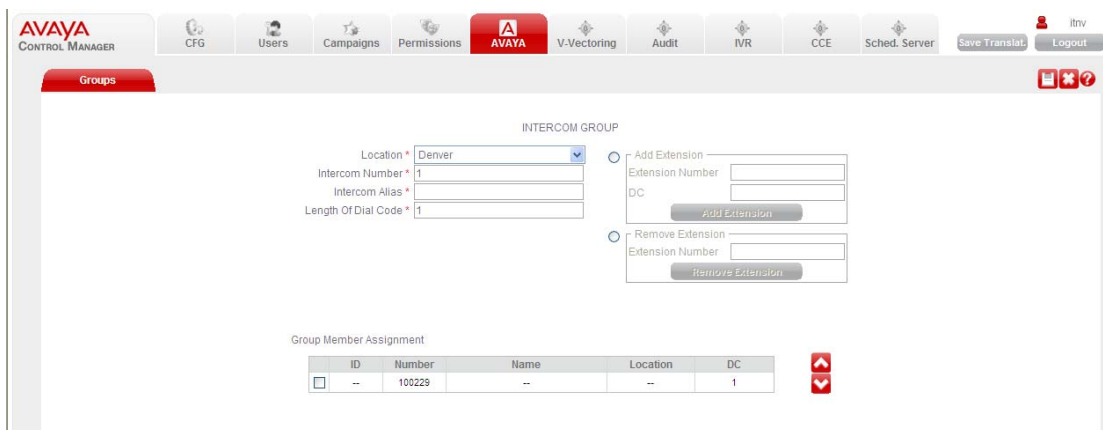 AVAYA
CONTROL MANAGER
CFG
Users
Campaigns
Permissions
AVAYA
V-Vectoring
Audit
IVR
CCE
Sched. Server
itnv
Save Translat.
Logout
Groups
INTERCOM GROUP
Location * Denver
Intercom Number * 1
Intercom Alias *
Length Of Dial Code * 1
Add Extension
Extension Number
DC
Add Extension
Remove Extension
Extension Number
Remove Extension
Group Member Assignment
ID Number Name Location DC
-- 100229 -- -- 1